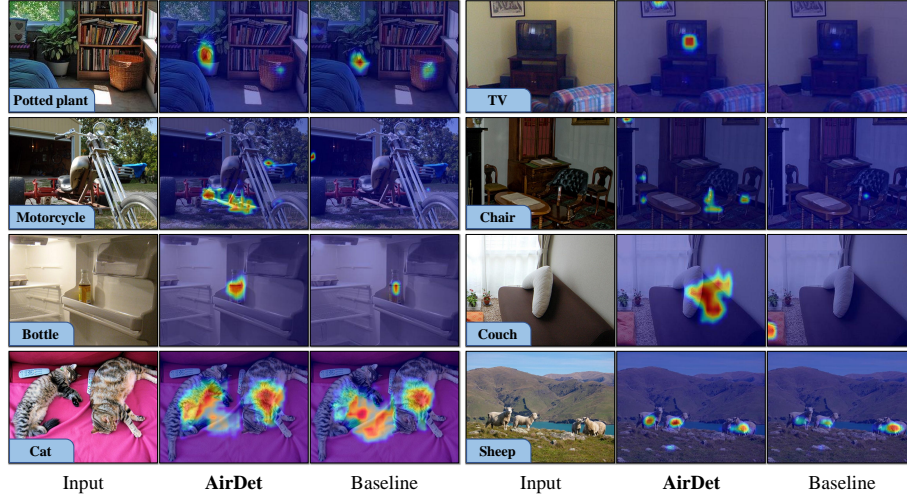 Potted plant
TV
Motorcycle
Chair
Bottle
Couch
Cat
Sheep
Input AirDet Baseline Input AirDet Baseline